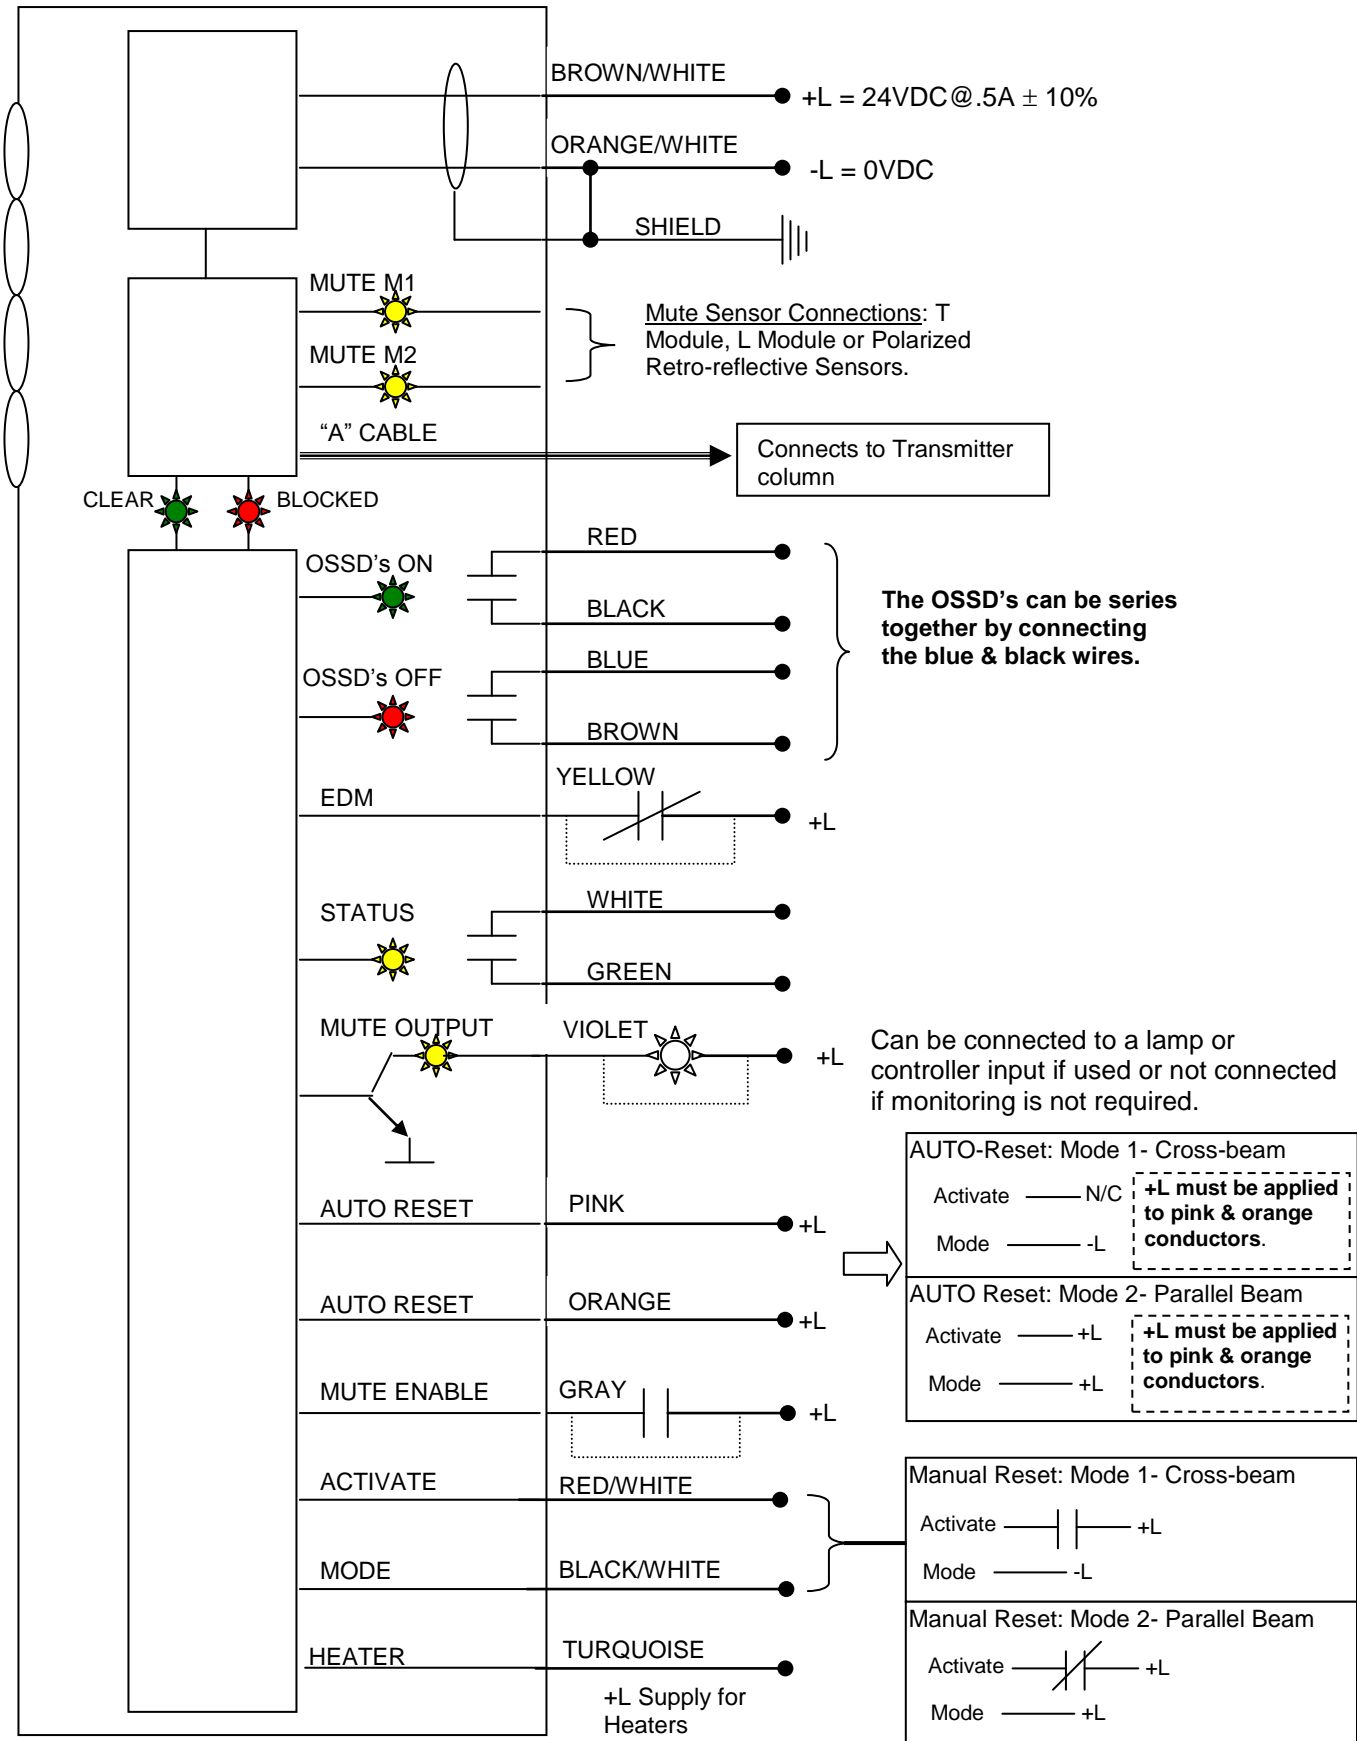 BROWN/WHITE
+L = 24VDC@.5A ± 10%
ORANGE/WHITE
-L = 0VDC
SHIELD
MUTE M1
Mute Sensor Connections: T
Module, L Module or Polarized
Retro-reflective Sensors.
MUTE M2
"A" CABLE
Connects to Transmitter
column
CLEAR
BLOCKED
RED
OSSD's ON
BLACK
The OSSD's can be series
together by connecting
the blue & black wires.
BLUE
OSSD's OFF
BROWN
YELLOW
EDM
+L
WHITE
STATUS
GREEN
MUTE OUTPUT
VIOLET
+L
Can be connected to a lamp or
controller input if used or not connected
if monitoring is not required.
AUTO RESET
PINK
+L
AUTO-Reset: Mode 1- Cross-beam
Activate N/C
Mode -L
+L must be applied
to pink & orange
conductors.
AUTO RESET
ORANGE
+L
AUTO Reset: Mode 2- Parallel Beam
Activate +L
Mode +L
+L must be applied
to pink & orange
conductors.
MUTE ENABLE
GRAY
+L
ACTIVATE
RED/WHITE
Manual Reset: Mode 1- Cross-beam
Activate +L
Mode -L
MODE
BLACK/WHITE
Manual Reset: Mode 2- Parallel Beam
Activate +L
Mode +L
HEATER
TURQUOISE
+L Supply for
Heaters